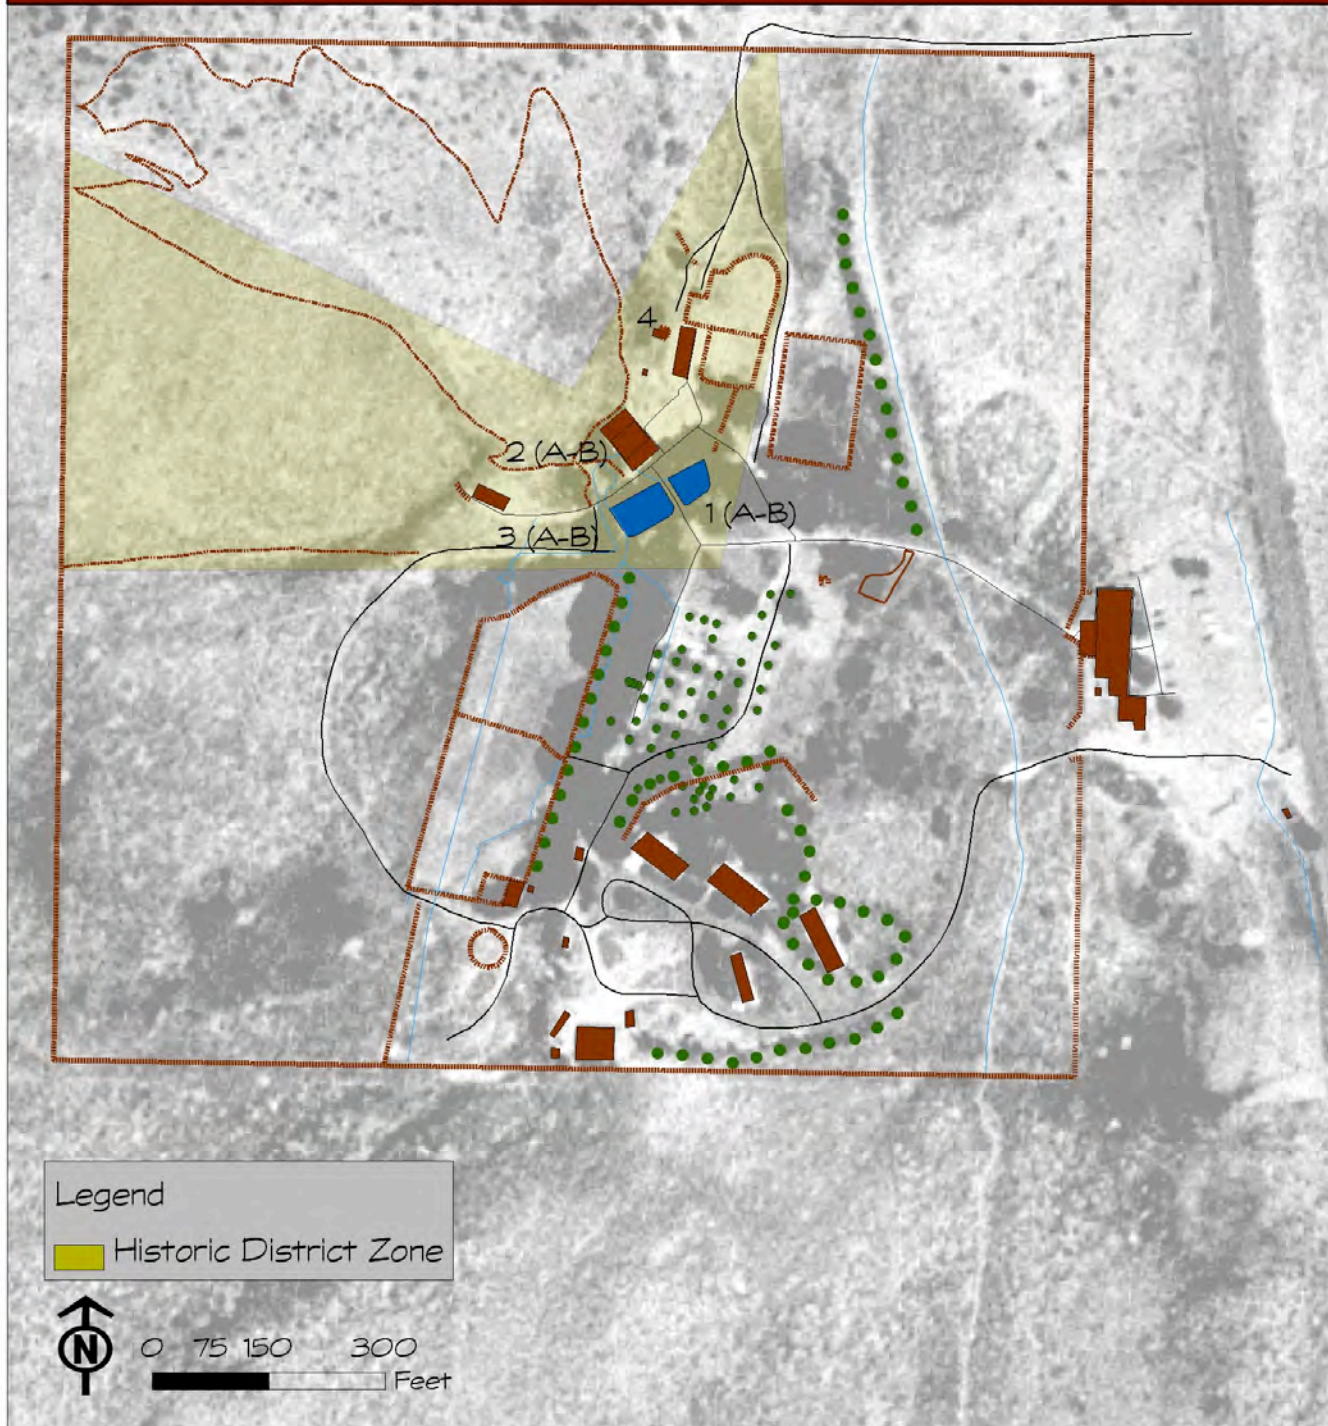 4
2 (A-B)
1 (A-B)
3 (A-B)
Legend
Historic District Zone
N
0 75 150 300
Feet